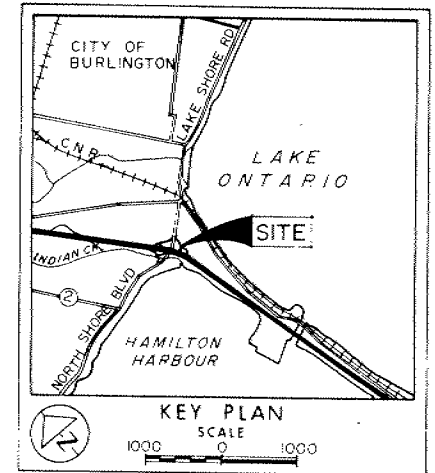 CITY OF
BURLINGTON
LAKE SHORE RD
C N R
LAKE
ONTARIO
SITE
INDIAN CK
2
NORTH SHORE BLVD
HAMILTON
HARBOUR
KEY PLAN
SCALE
1000 0 1000
N